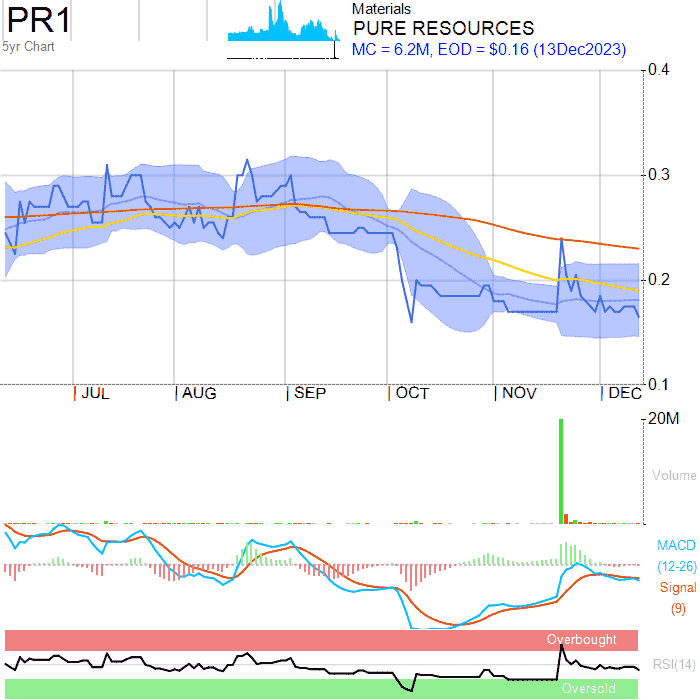 PR1
5yr Chart
Materials
PURE RESOURCES
MC = 6.2M, EOD = $0.16 (13Dec2023)
0.4
0.3
0.2
0.1
JUL AUG SEP OCT NOV DEC
20M
Volume
MACD
(12-26)
Signal
(9)
Overbought
RSI(14)
Oversold